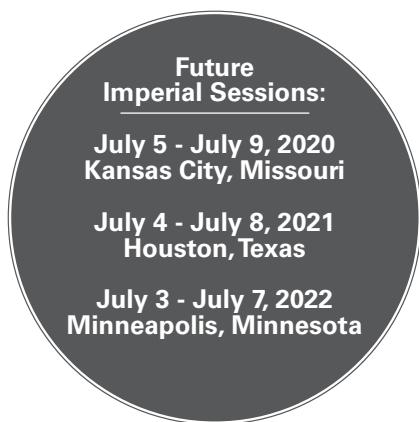 Future
Imperial Sessions:
July 5 - July 9, 2020
Kansas City, Missouri
July 4 - July 8, 2021
Houston, Texas
July 3 - July 7, 2022
Minneapolis, Minnesota